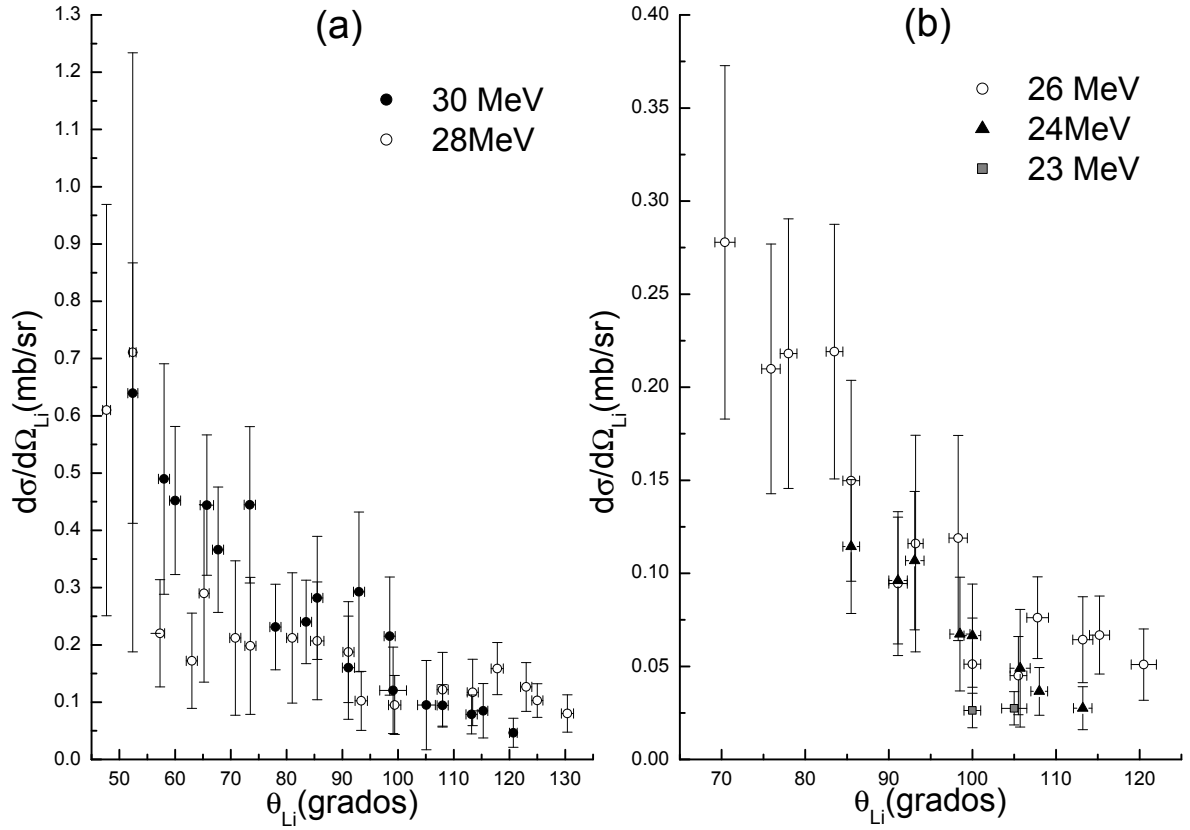 (a)
30 MeV
28MeV
1.3
1.2
1.1
1.0
0.9
0.8
0.7
0.6
0.5
0.4
0.3
0.2
0.1
0.0
dσ/dΩLi(mb/sr)
50 60 70 80 90 100 110 120 130
θLi(grados)
(b)
26 MeV
24MeV
23 MeV
0.40
0.35
0.30
0.25
0.20
0.15
0.10
0.05
0.00
dσ/dΩLi(mb/sr)
70 80 90 100 110 120
θLi(grados)